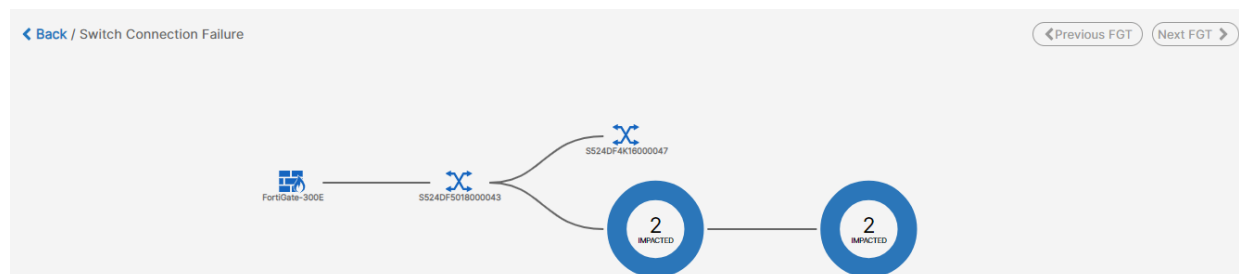 Back / Switch Connection Failure
Previous FGT
Next FGT
S524DF4K16000047
FortiGate-300E
S524DF5018000043
2
IMPACTED
2
IMPACTED